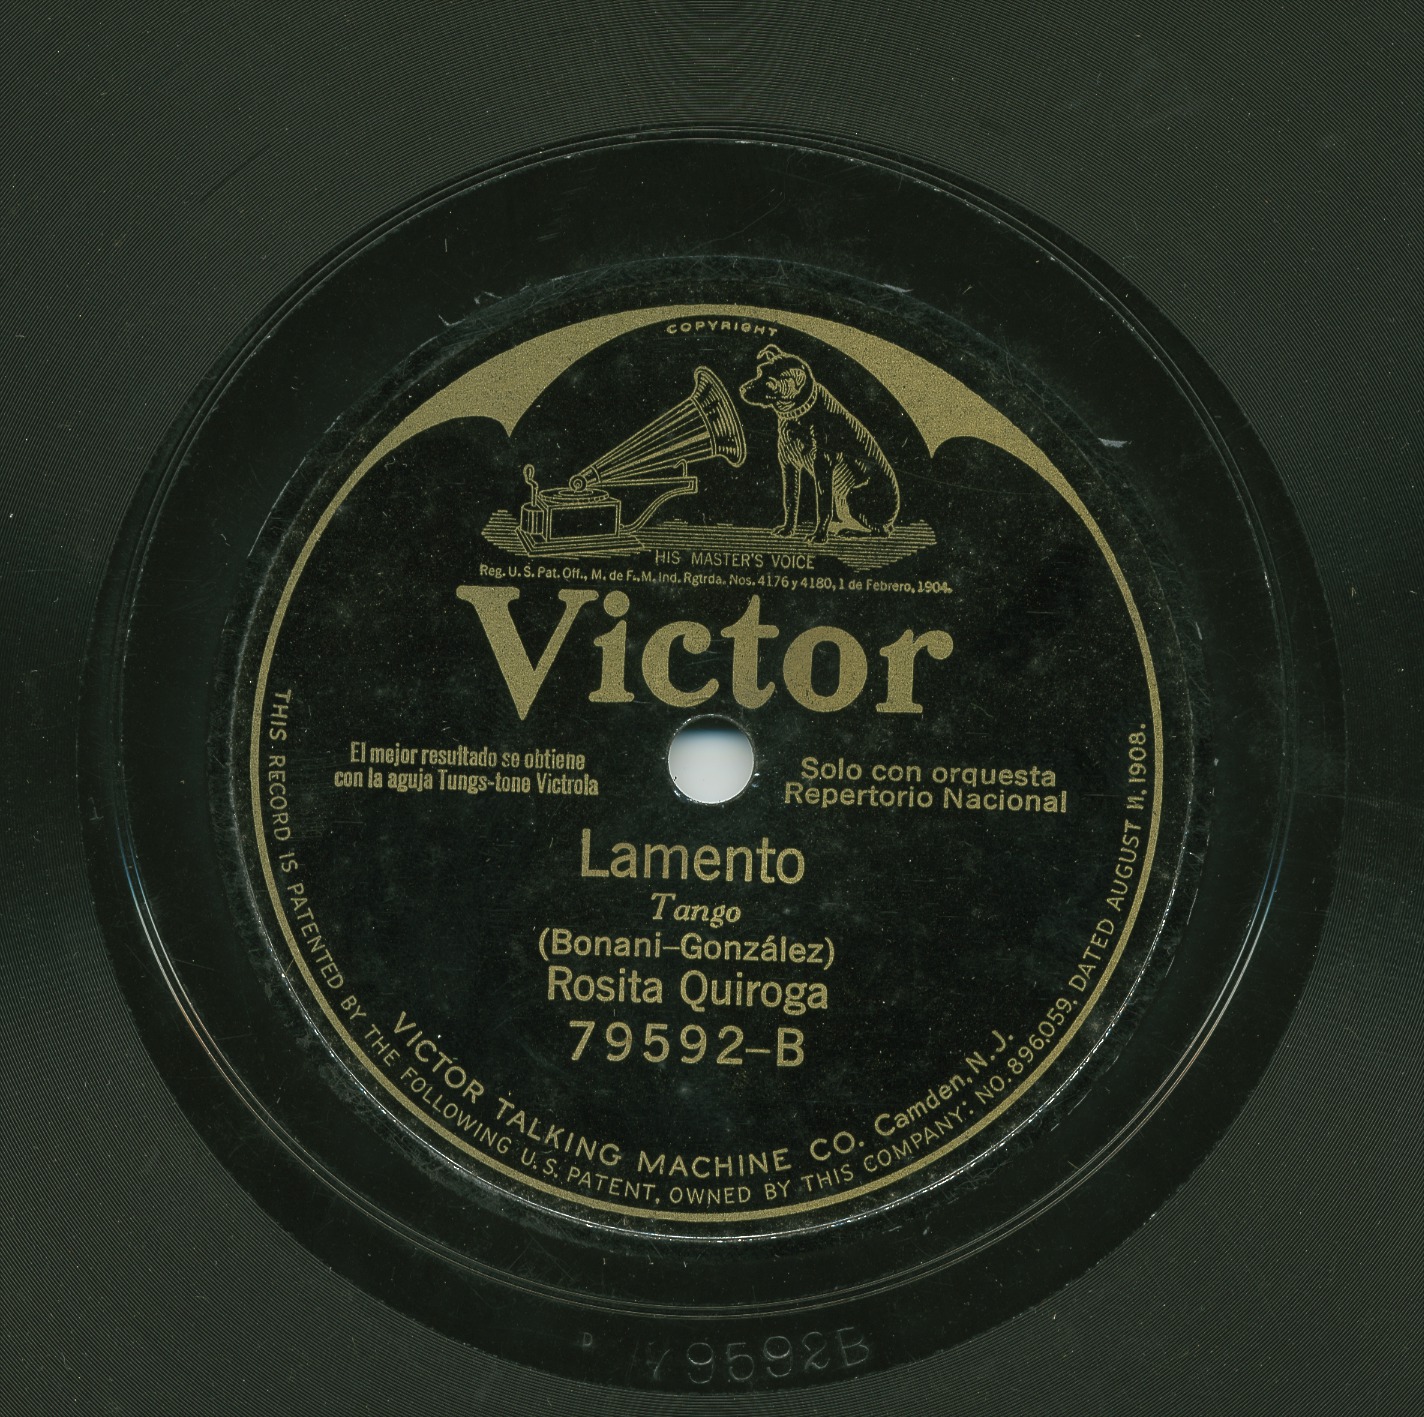 COPYRIGHT
HIS MASTER'S VOICE
Reg. U. S. Pat. Off., M. de F., M. Ind. Rgtrda. Nos. 4176 y 4180, 1 de Febrero, 1904.
Victor
El mejor resultado se obtiene
con la aguja Tungs-tone Victrola
Solo con orquesta
Repertorio Nacional
Lamento
Tango
(Bonani–González)
Rosita Quiroga
79592–B
VICTOR TALKING MACHINE CO. Camden, N. J.
THIS RECORD IS PATENTED BY THE FOLLOWING U. S. PATENT, OWNED BY THIS COMPANY: NO. 896,059, DATED AUGUST 11, 1908.
D 79592B